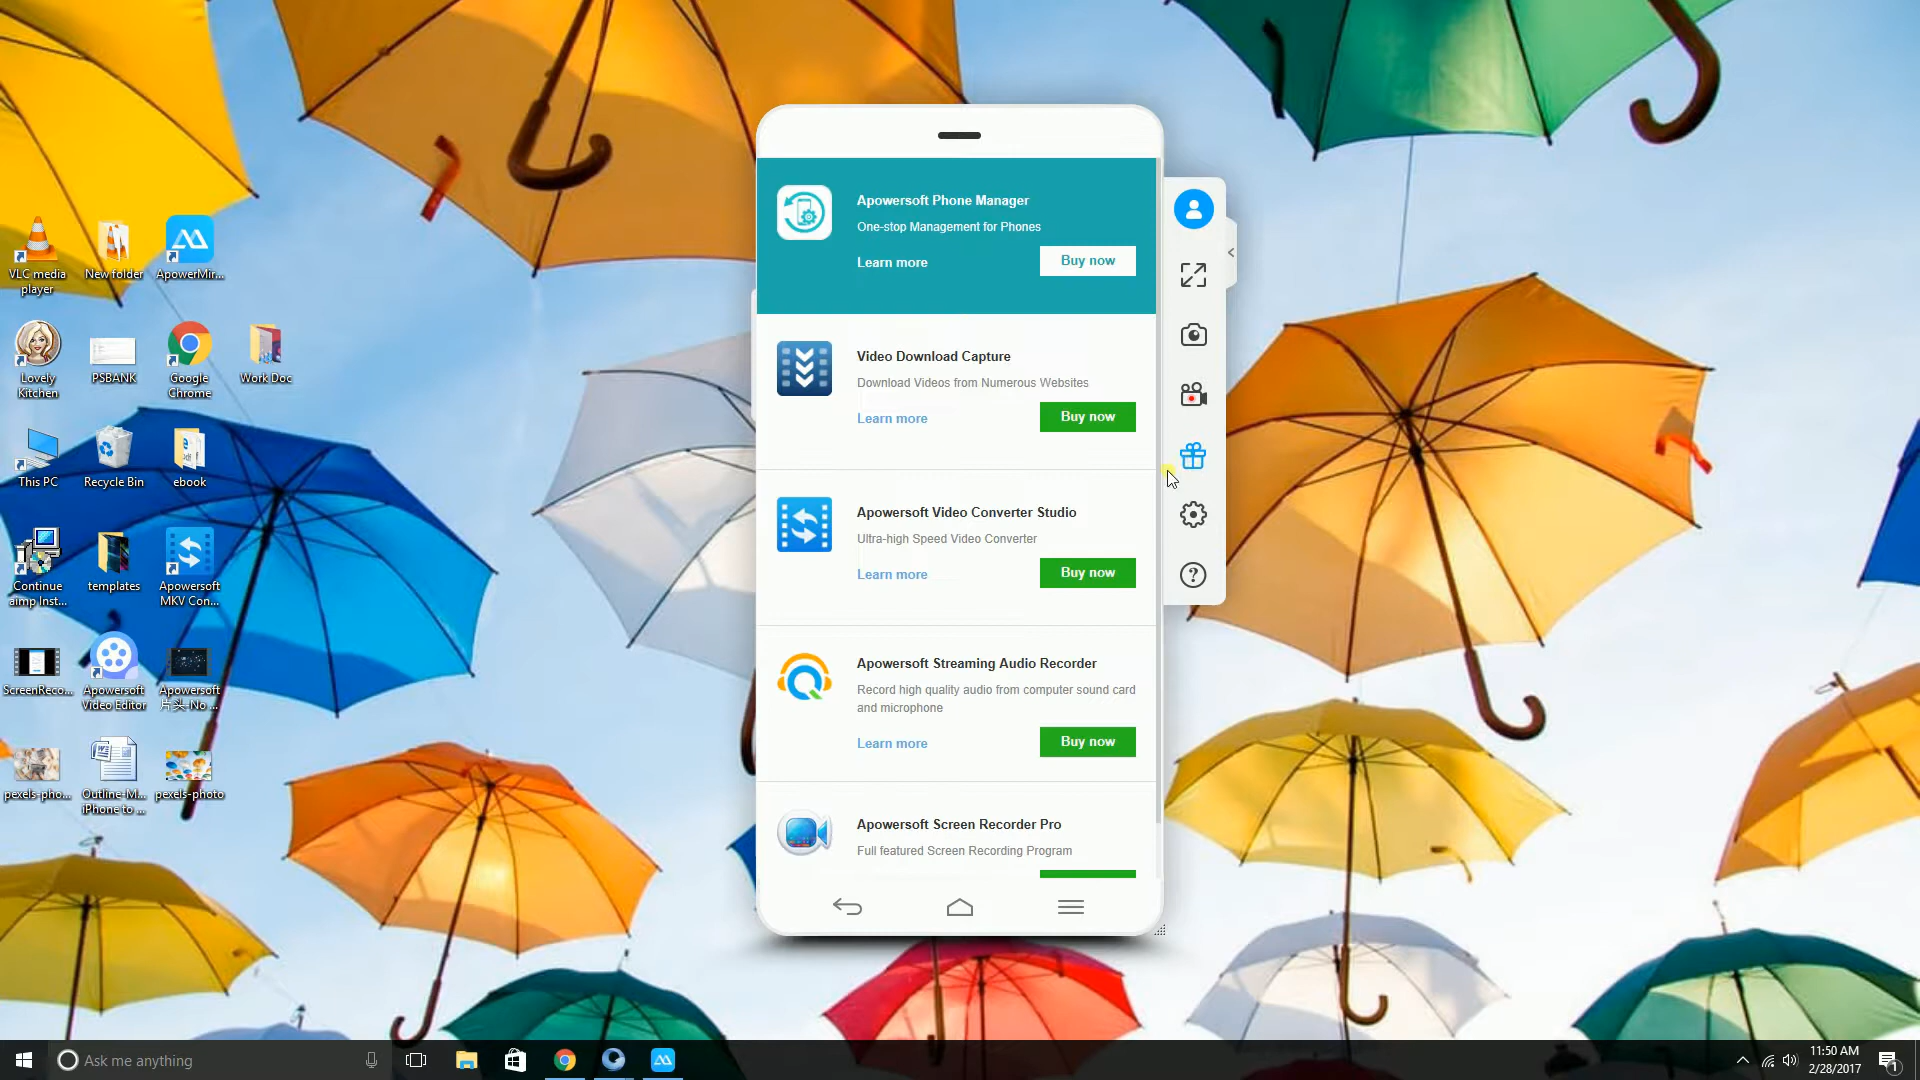 VLC media
player
New folder
ApowerMir...
Lovely
Kitchen
PSBANK
Google
Chrome
Work Doc
This PC
Recycle Bin
ebook
Continue
aimp Inst...
templates
Apowersoft
MKV Con...
ScreenReco...
Apowersoft
Video Editor
Apowersoft
片头-No ...
pexels-pho...
Outline-M...
iPhone to ...
pexels-photo
Apowersoft Phone Manager
One-stop Management for Phones
Learn more
Buy now
Video Download Capture
Download Videos from Numerous Websites
Learn more
Buy now
Apowersoft Video Converter Studio
Ultra-high Speed Video Converter
Learn more
Buy now
Apowersoft Streaming Audio Recorder
Record high quality audio from computer sound card
and microphone
Learn more
Buy now
Apowersoft Screen Recorder Pro
Full featured Screen Recording Program
Ask me anything
11:50 AM
2/28/2017
1